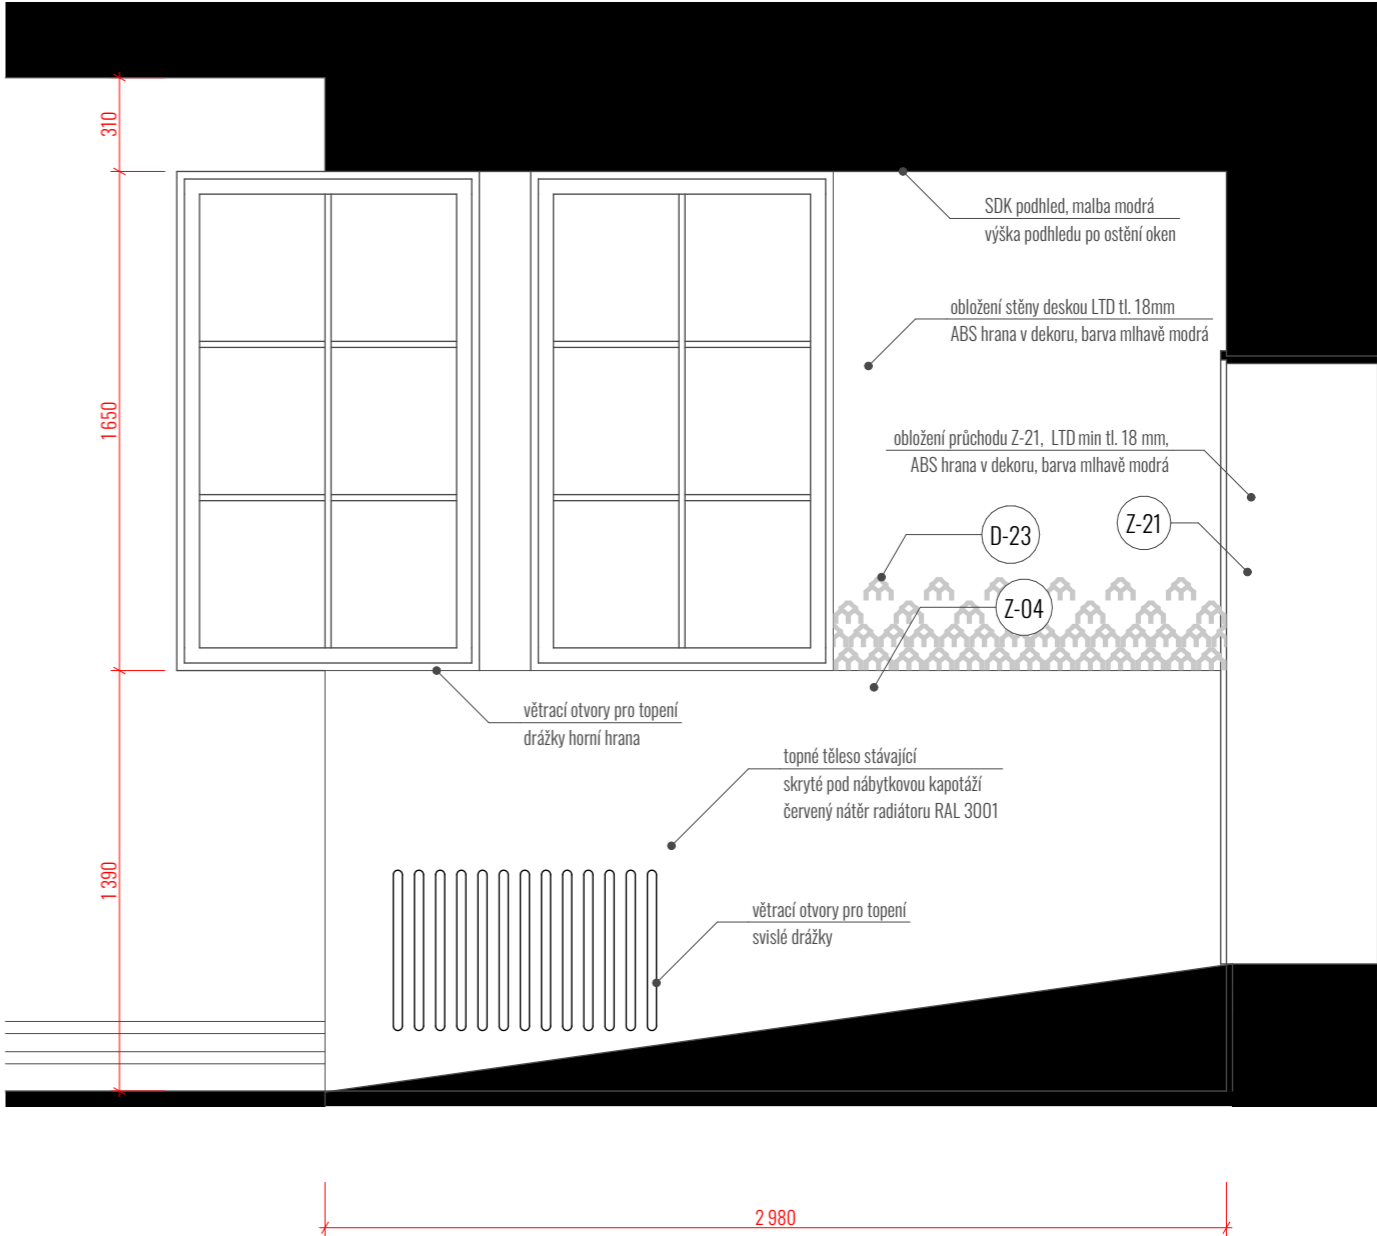 310
SDK podhled, malba modrá
výška podhledu po ostění oken
obložení stěny deskou LTD tl. 18mm
ABS hrana v dekoru, barva mlhavě modrá
1 650
obložení průchodu Z-21, LTD min tl. 18 mm,
ABS hrana v dekoru, barva mlhavě modrá
D-23
Z-21
Z-04
větrací otvory pro topení
drážky horní hrana
topné těleso stávající
skryté pod nábytkovou kapotáží
červený nátěr radiátoru RAL 3001
1 390
větrací otvory pro topení
svislé drážky
2 980